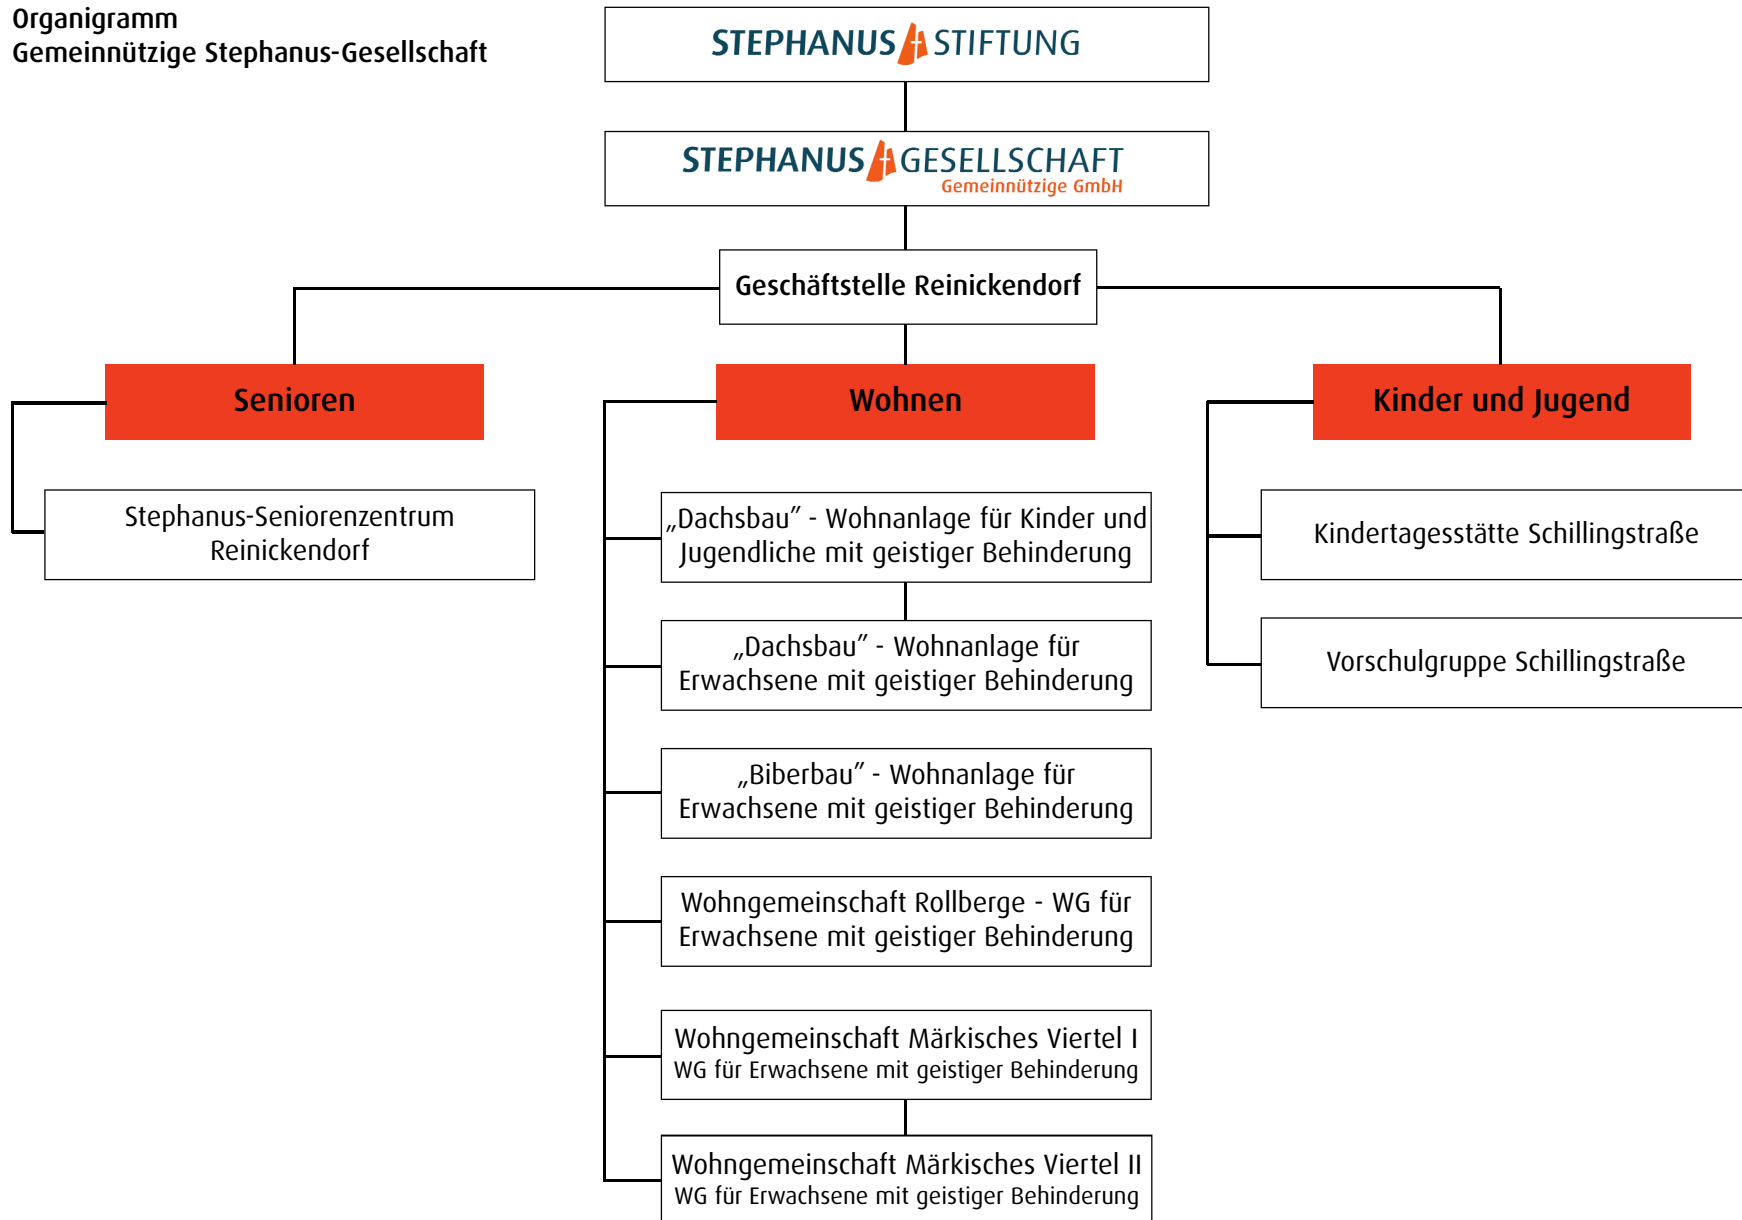 Organigramm
Gemeinnützige Stephanus-Gesellschaft
STEPHANUS STIFTUNG
STEPHANUS GESELLSCHAFT
Gemeinnützige GmbH
Geschäftstelle Reinickendorf
Senioren
Wohnen
Kinder und Jugend
Stephanus-Seniorenzentrum
Reinickendorf
„Dachsbau” - Wohnanlage für Kinder und
Jugendliche mit geistiger Behinderung
„Dachsbau” - Wohnanlage für
Erwachsene mit geistiger Behinderung
„Biberbau” - Wohnanlage für
Erwachsene mit geistiger Behinderung
Wohngemeinschaft Rollberge - WG für
Erwachsene mit geistiger Behinderung
Wohngemeinschaft Märkisches Viertel I
WG für Erwachsene mit geistiger Behinderung
Wohngemeinschaft Märkisches Viertel II
WG für Erwachsene mit geistiger Behinderung
Kindertagesstätte Schillingstraße
Vorschulgruppe Schillingstraße